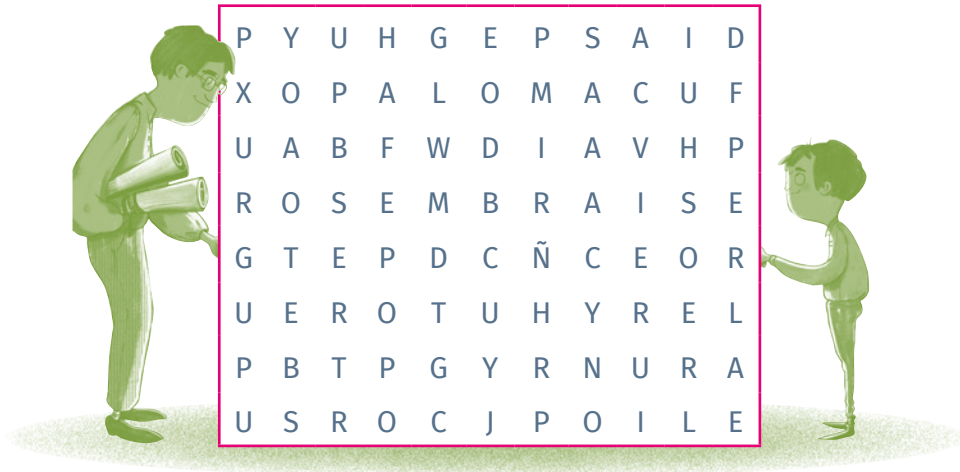 P Y U H G E P S A I D
X O P A L O M A C U F
U A B F W D I A V H P
R O S E M B R A I S E
G T E P D C Ñ C E O R
U E R O T U H Y R E L
P B T P G Y R N U R A
U S R O C J P O I L E